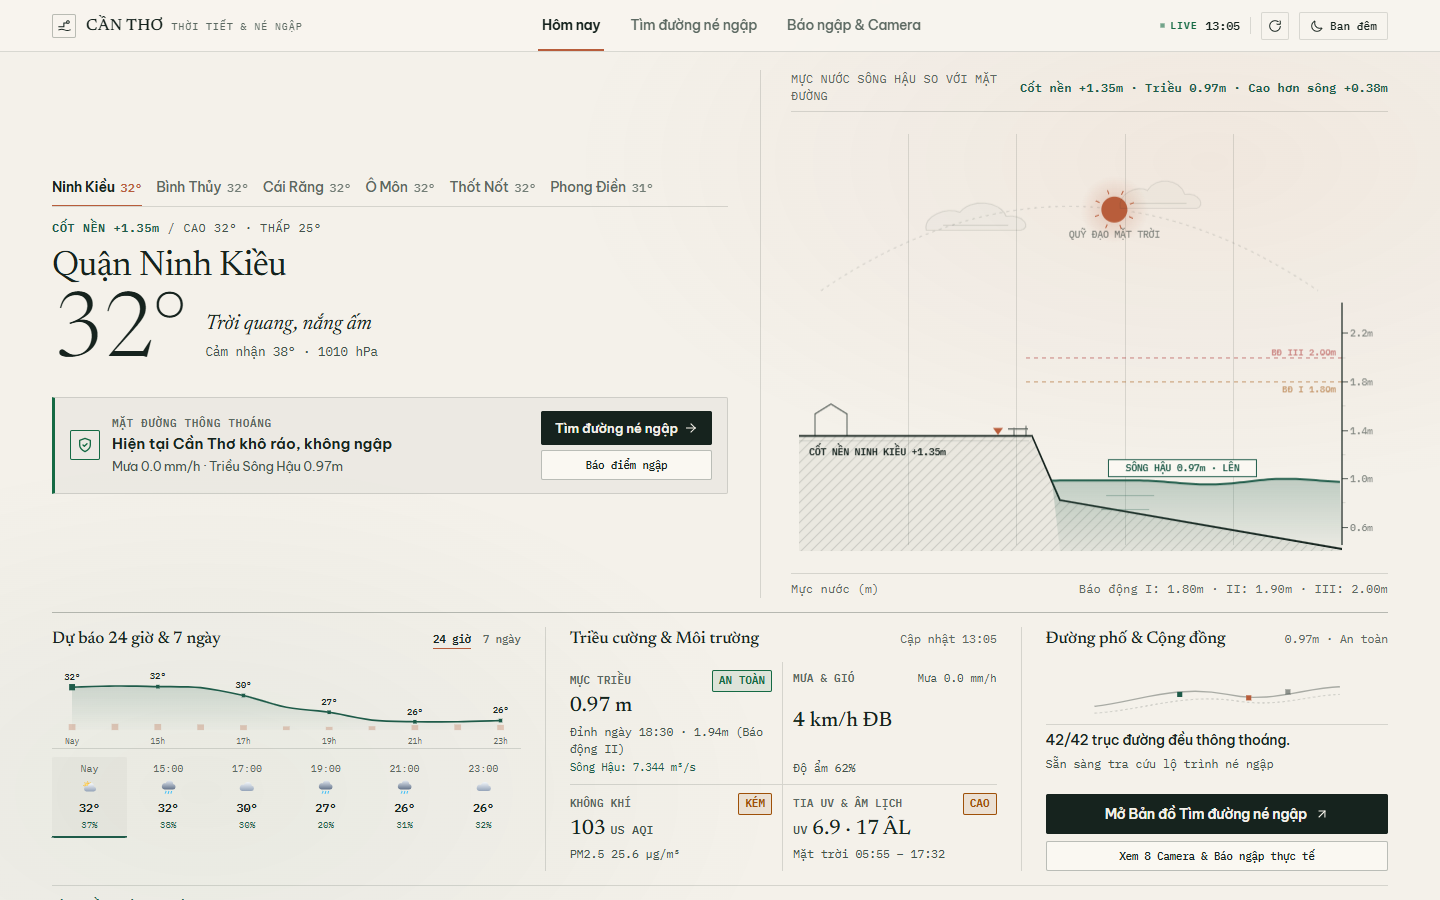 CẦN THƠ THỜI TIẾT & NÉ NGẬP
Hôm nay
Tìm đường né ngập
Báo ngập & Camera
LIVE 13:05
Ban đêm
Ninh Kiều 32°
Bình Thủy 32°
Cái Răng 32°
Ô Môn 32°
Thốt Nốt 32°
Phong Điền 31°
CỐT NỀN +1.35m / CAO 32° · THẤP 25°
Quận Ninh Kiều
32°
Trời quang, nắng ấm
Cảm nhận 38° · 1010 hPa
MẶT ĐƯỜNG THÔNG THOÁNG
Hiện tại Cần Thơ khô ráo, không ngập
Mưa 0.0 mm/h · Triều Sông Hậu 0.97m
Tìm đường né ngập →
Báo điểm ngập
MỰC NƯỚC SÔNG HẬU SO VỚI MẶT
ĐƯỜNG
Cốt nền +1.35m · Triều 0.97m · Cao hơn sông +0.38m
QUỸ ĐẠO MẶT TRỜI
2.2m
BĐ III 2.00m
1.8m
BĐ I 1.80m
1.4m
CỐT NỀN NINH KIỀU +1.35m
SÔNG HẬU 0.97m · LÊN
1.0m
0.6m
Mực nước (m)
Báo động I: 1.80m · II: 1.90m · III: 2.00m
Dự báo 24 giờ & 7 ngày
24 giờ
7 ngày
32°
32°
30°
27°
26°
26°
Nay
15h
17h
19h
21h
23h
Nay
15:00
17:00
19:00
21:00
23:00
32°
32°
30°
27°
26°
26°
37%
38%
30%
20%
31%
32%
Triều cường & Môi trường
Cập nhật 13:05
MỰC TRIỀU
AN TOÀN
0.97 m
Đỉnh ngày 18:30 · 1.94m (Báo
động II)
Sông Hậu: 7.344 m³/s
MƯA & GIÓ
Mưa 0.0 mm/h
4 km/h ĐB
Độ ẩm 62%
KHÔNG KHÍ
KÉM
103 US AQI
PM2.5 25.6 µg/m³
TIA UV & ÂM LỊCH
CAO
UV 6.9 · 17 ÂL
Mặt trời 05:55 – 17:32
Đường phố & Cộng đồng
0.97m · An toàn
42/42 trục đường đều thông thoáng.
Sẵn sàng tra cứu lộ trình né ngập
Mở Bản đồ Tìm đường né ngập ↗
Xem 8 Camera & Báo ngập thực tế